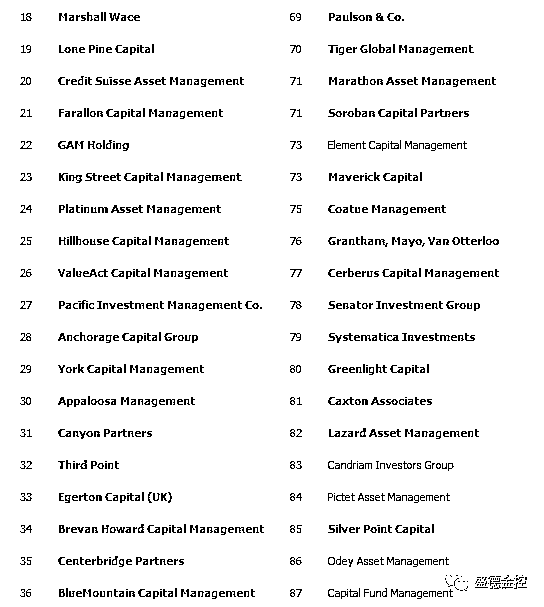 18 Marshall Wace 69 Paulson & Co.
19 Lone Pine Capital 70 Tiger Global Management
20 Credit Suisse Asset Management 71 Marathon Asset Management
21 Farallon Capital Management 71 Soroban Capital Partners
22 GAM Holding 73 Element Capital Management
23 King Street Capital Management 73 Maverick Capital
24 Platinum Asset Management 75 Coatue Management
25 Hillhouse Capital Management 76 Grantham, Mayo, Van Otterloo
26 ValueAct Capital Management 77 Cerberus Capital Management
27 Pacific Investment Management Co. 78 Senator Investment Group
28 Anchorage Capital Group 79 Systematica Investments
29 York Capital Management 80 Greenlight Capital
30 Appaloosa Management 81 Caxton Associates
31 Canyon Partners 82 Lazard Asset Management
32 Third Point 83 Candriam Investors Group
33 Egerton Capital (UK) 84 Pictet Asset Management
34 Brevan Howard Capital Management 85 Silver Point Capital
35 Centerbridge Partners 86 Odey Asset Management
36 BlueMountain Capital Management 87 Capital Fund Management
盛德金控